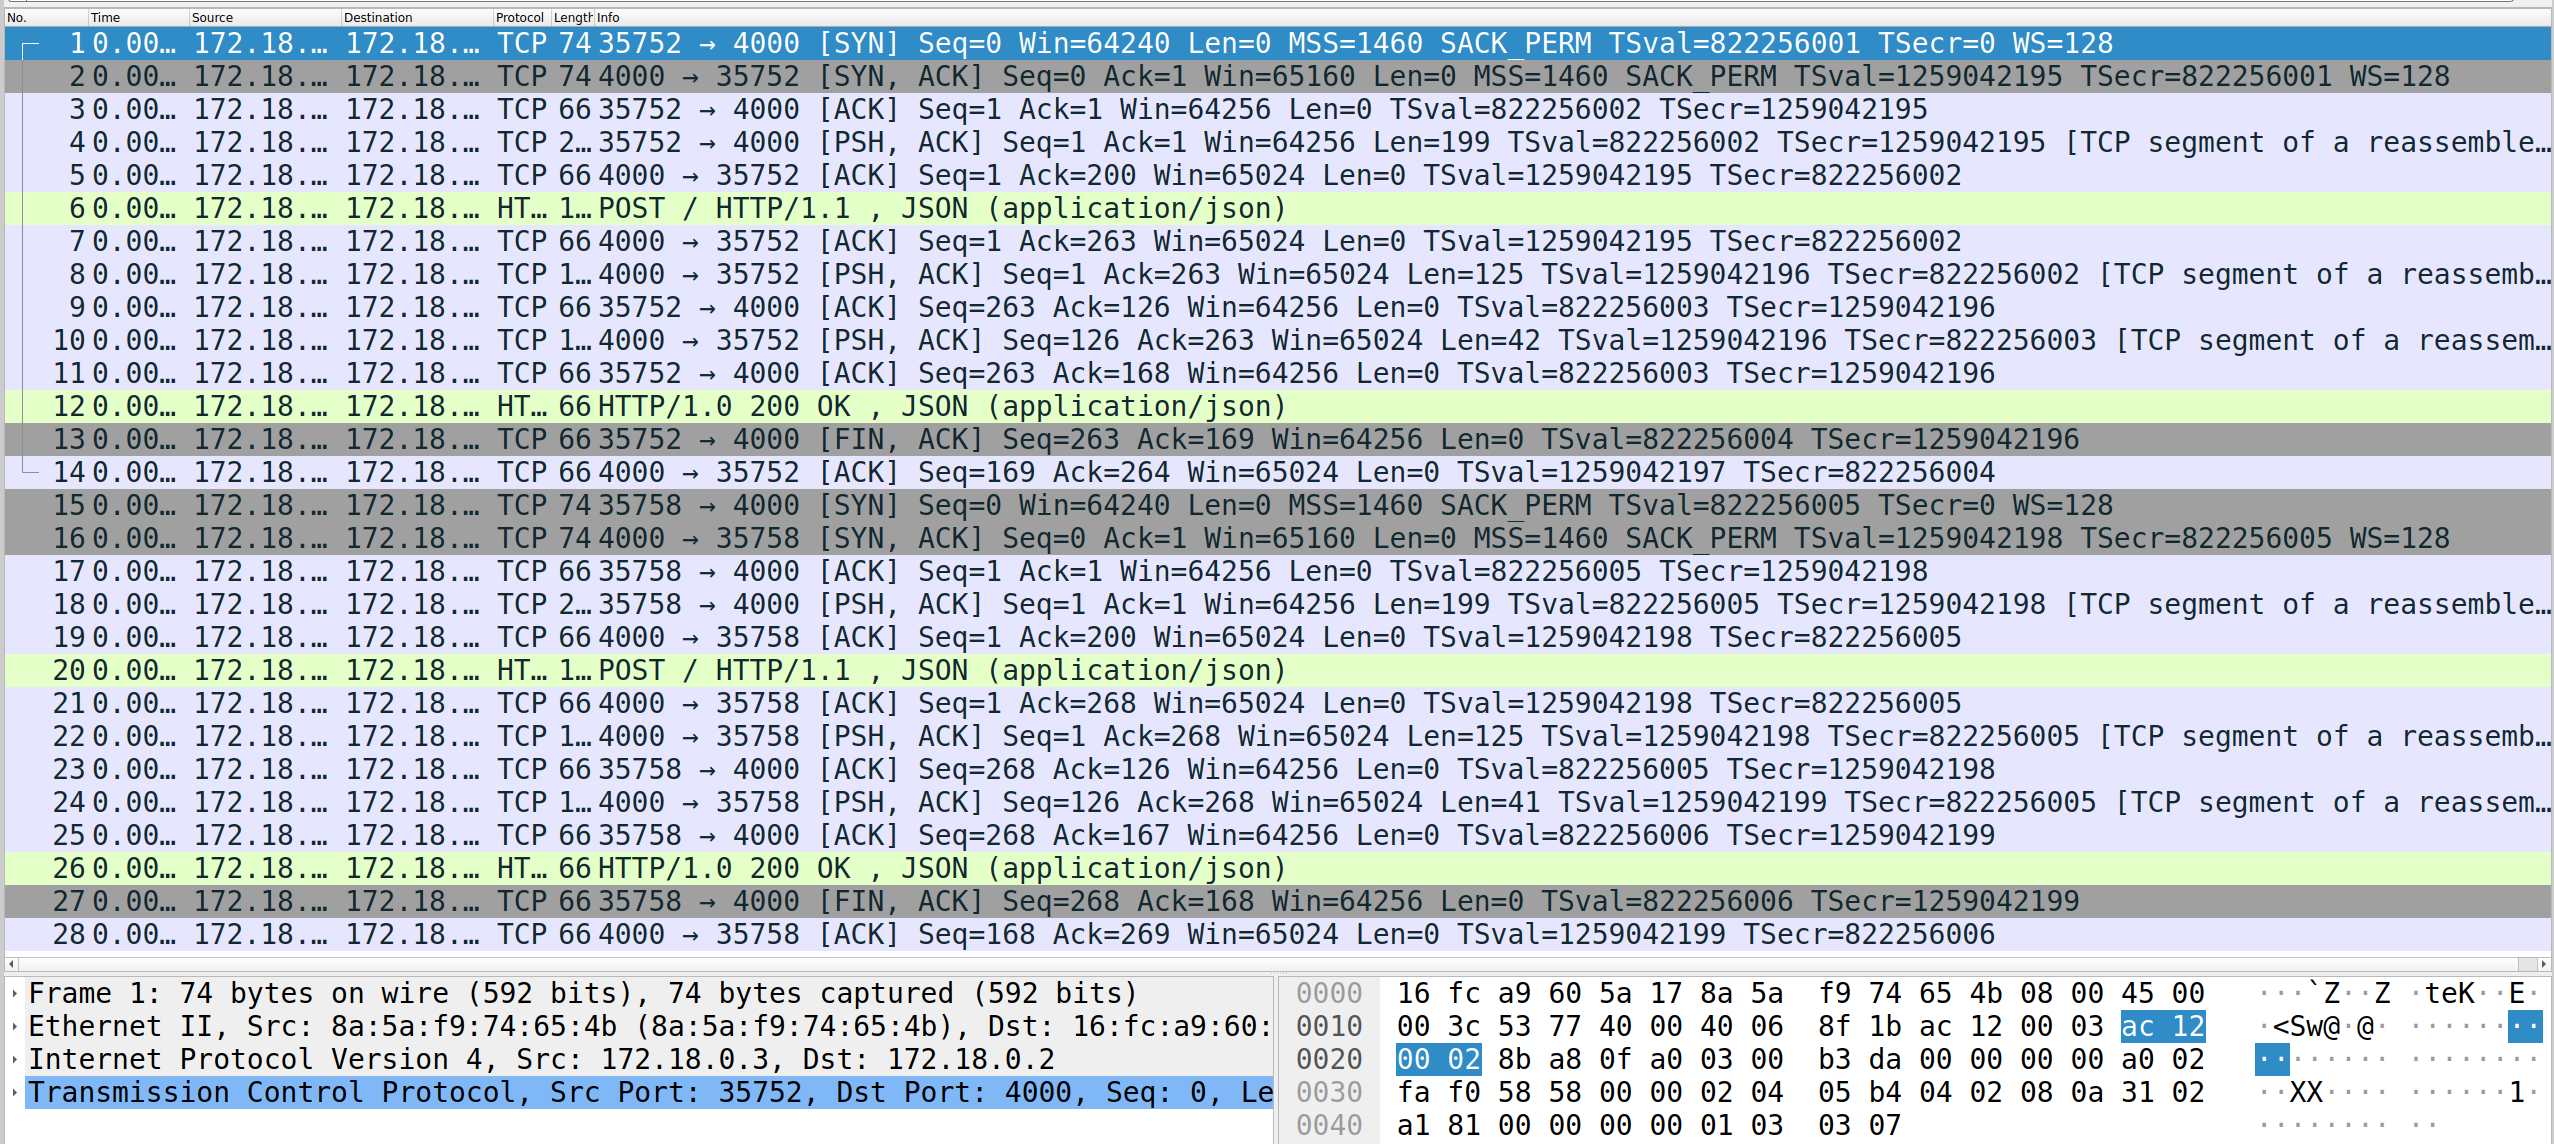 No. Time Source Destination Protocol Length Info
1 0.00… 172.18.… 172.18.… TCP 74 35752 → 4000 [SYN] Seq=0 Win=64240 Len=0 MSS=1460 SACK_PERM TSval=822256001 TSecr=0 WS=128
2 0.00… 172.18.… 172.18.… TCP 74 4000 → 35752 [SYN, ACK] Seq=0 Ack=1 Win=65160 Len=0 MSS=1460 SACK_PERM TSval=1259042195 TSecr=822256001 WS=128
3 0.00… 172.18.… 172.18.… TCP 66 35752 → 4000 [ACK] Seq=1 Ack=1 Win=64256 Len=0 TSval=822256002 TSecr=1259042195
4 0.00… 172.18.… 172.18.… TCP 2… 35752 → 4000 [PSH, ACK] Seq=1 Ack=1 Win=64256 Len=199 TSval=822256002 TSecr=1259042195 [TCP segment of a reassemble…
5 0.00… 172.18.… 172.18.… TCP 66 4000 → 35752 [ACK] Seq=1 Ack=200 Win=65024 Len=0 TSval=1259042195 TSecr=822256002
6 0.00… 172.18.… 172.18.… HT… 1… POST / HTTP/1.1 , JSON (application/json)
7 0.00… 172.18.… 172.18.… TCP 66 4000 → 35752 [ACK] Seq=1 Ack=263 Win=65024 Len=0 TSval=1259042195 TSecr=822256002
8 0.00… 172.18.… 172.18.… TCP 1… 4000 → 35752 [PSH, ACK] Seq=1 Ack=263 Win=65024 Len=125 TSval=1259042196 TSecr=822256002 [TCP segment of a reassemb…
9 0.00… 172.18.… 172.18.… TCP 66 35752 → 4000 [ACK] Seq=263 Ack=126 Win=64256 Len=0 TSval=822256003 TSecr=1259042196
10 0.00… 172.18.… 172.18.… TCP 1… 4000 → 35752 [PSH, ACK] Seq=126 Ack=263 Win=65024 Len=42 TSval=1259042196 TSecr=822256003 [TCP segment of a reassem…
11 0.00… 172.18.… 172.18.… TCP 66 35752 → 4000 [ACK] Seq=263 Ack=168 Win=64256 Len=0 TSval=822256003 TSecr=1259042196
12 0.00… 172.18.… 172.18.… HT… 66 HTTP/1.0 200 OK , JSON (application/json)
13 0.00… 172.18.… 172.18.… TCP 66 35752 → 4000 [FIN, ACK] Seq=263 Ack=169 Win=64256 Len=0 TSval=822256004 TSecr=1259042196
14 0.00… 172.18.… 172.18.… TCP 66 4000 → 35752 [ACK] Seq=169 Ack=264 Win=65024 Len=0 TSval=1259042197 TSecr=822256004
15 0.00… 172.18.… 172.18.… TCP 74 35758 → 4000 [SYN] Seq=0 Win=64240 Len=0 MSS=1460 SACK_PERM TSval=822256005 TSecr=0 WS=128
16 0.00… 172.18.… 172.18.… TCP 74 4000 → 35758 [SYN, ACK] Seq=0 Ack=1 Win=65160 Len=0 MSS=1460 SACK_PERM TSval=1259042198 TSecr=822256005 WS=128
17 0.00… 172.18.… 172.18.… TCP 66 35758 → 4000 [ACK] Seq=1 Ack=1 Win=64256 Len=0 TSval=822256005 TSecr=1259042198
18 0.00… 172.18.… 172.18.… TCP 2… 35758 → 4000 [PSH, ACK] Seq=1 Ack=1 Win=64256 Len=199 TSval=822256005 TSecr=1259042198 [TCP segment of a reassemble…
19 0.00… 172.18.… 172.18.… TCP 66 4000 → 35758 [ACK] Seq=1 Ack=200 Win=65024 Len=0 TSval=1259042198 TSecr=822256005
20 0.00… 172.18.… 172.18.… HT… 1… POST / HTTP/1.1 , JSON (application/json)
21 0.00… 172.18.… 172.18.… TCP 66 4000 → 35758 [ACK] Seq=1 Ack=268 Win=65024 Len=0 TSval=1259042198 TSecr=822256005
22 0.00… 172.18.… 172.18.… TCP 1… 4000 → 35758 [PSH, ACK] Seq=1 Ack=268 Win=65024 Len=125 TSval=1259042198 TSecr=822256005 [TCP segment of a reassemb…
23 0.00… 172.18.… 172.18.… TCP 66 35758 → 4000 [ACK] Seq=268 Ack=126 Win=64256 Len=0 TSval=822256005 TSecr=1259042198
24 0.00… 172.18.… 172.18.… TCP 1… 4000 → 35758 [PSH, ACK] Seq=126 Ack=268 Win=65024 Len=41 TSval=1259042199 TSecr=822256005 [TCP segment of a reassem…
25 0.00… 172.18.… 172.18.… TCP 66 35758 → 4000 [ACK] Seq=268 Ack=167 Win=64256 Len=0 TSval=822256006 TSecr=1259042199
26 0.00… 172.18.… 172.18.… HT… 66 HTTP/1.0 200 OK , JSON (application/json)
27 0.00… 172.18.… 172.18.… TCP 66 35758 → 4000 [FIN, ACK] Seq=268 Ack=168 Win=64256 Len=0 TSval=822256006 TSecr=1259042199
28 0.00… 172.18.… 172.18.… TCP 66 4000 → 35758 [ACK] Seq=168 Ack=269 Win=65024 Len=0 TSval=1259042199 TSecr=822256006
Frame 1: 74 bytes on wire (592 bits), 74 bytes captured (592 bits)
Ethernet II, Src: 8a:5a:f9:74:65:4b (8a:5a:f9:74:65:4b), Dst: 16:fc:a9:60:
Internet Protocol Version 4, Src: 172.18.0.3, Dst: 172.18.0.2
Transmission Control Protocol, Src Port: 35752, Dst Port: 4000, Seq: 0, Le
0000 16 fc a9 60 5a 17 8a 5a f9 74 65 4b 08 00 45 00 ···`Z··Z ·teK··E·
0010 00 3c 53 77 40 00 40 06 8f 1b ac 12 00 03 ac 12 ·<Sw@·@· ········
0020 00 02 8b a8 0f a0 03 00 b3 da 00 00 00 00 a0 02 ········ ········
0030 fa f0 58 58 00 00 02 04 05 b4 04 02 08 0a 31 02 ··XX···· ······1·
0040 a1 81 00 00 00 00 01 03 03 07 ········ ··